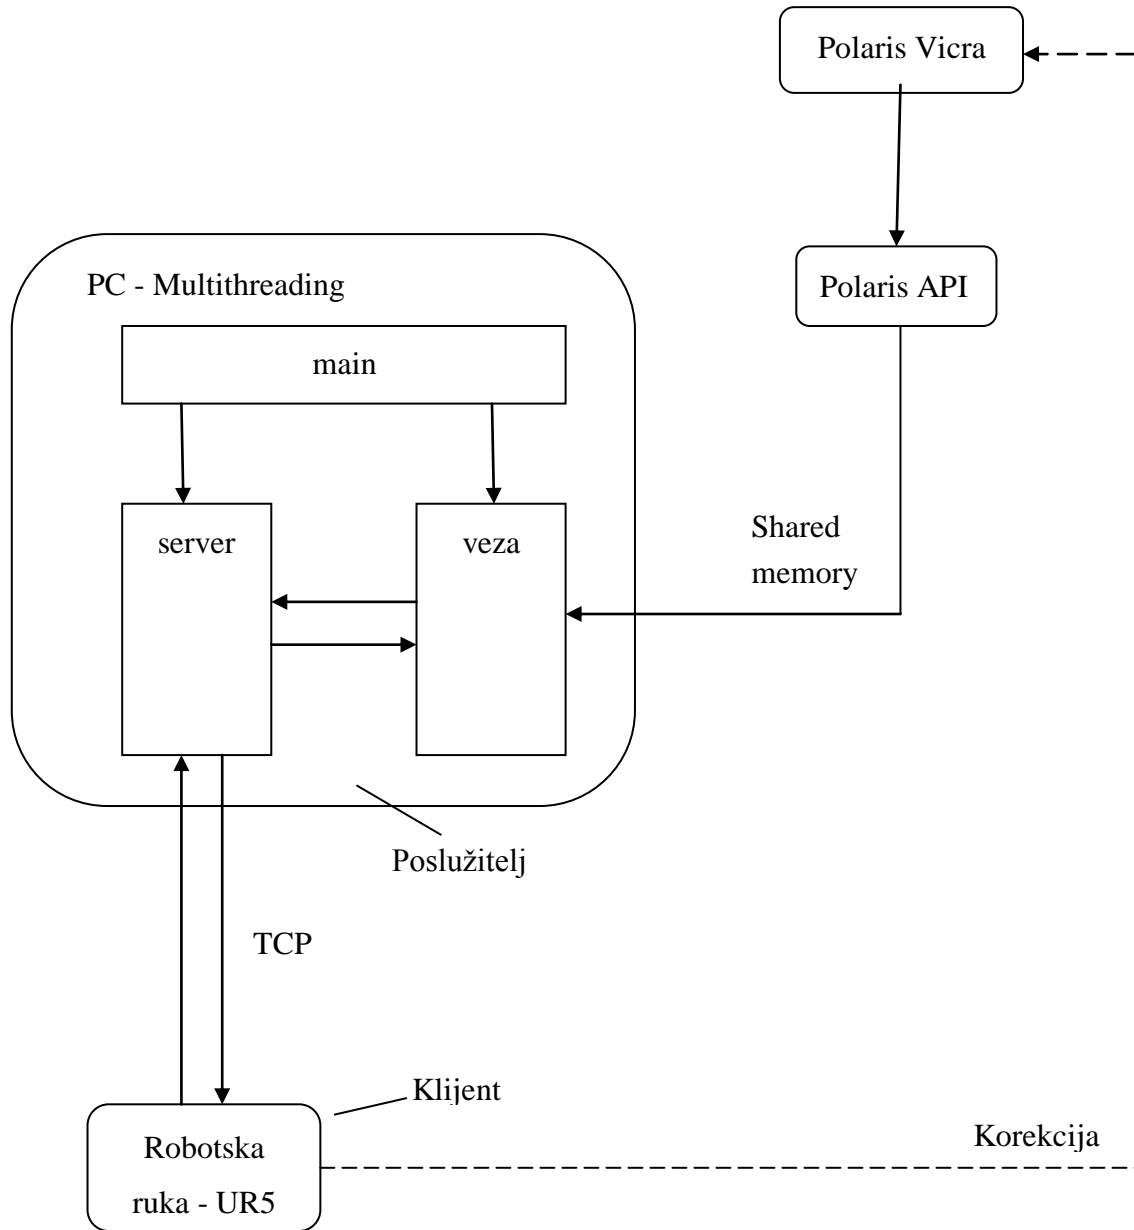 Polaris Vicra
Polaris API
PC - Multithreading
main
server
veza
Shared
memory
Poslužitelj
TCP
Klijent
Robotska
ruka - UR5
Korekcija